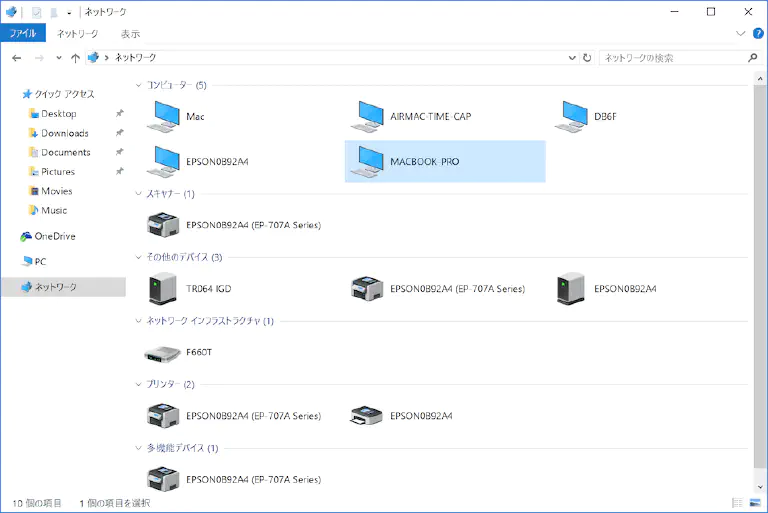 ネットワーク
ファイル ネットワーク 表示
ネットワーク ネットワークの検索
クイック アクセス
Desktop
Downloads
Documents
Pictures
Movies
Music
OneDrive
PC
ネットワーク
コンピューター (5)
Mac AIRMAC-TIME-CAP DB6F
EPSON0B92A4 MACBOOK-PRO
スキャナー (1)
EPSON0B92A4 (EP-707A Series)
その他のデバイス (3)
TR064 IGD EPSON0B92A4 (EP-707A Series) EPSON0B92A4
ネットワーク インフラストラクチャ (1)
F660T
プリンター (2)
EPSON0B92A4 (EP-707A Series) EPSON0B92A4
多機能デバイス (1)
EPSON0B92A4 (EP-707A Series)
10 個の項目 1 個の項目を選択